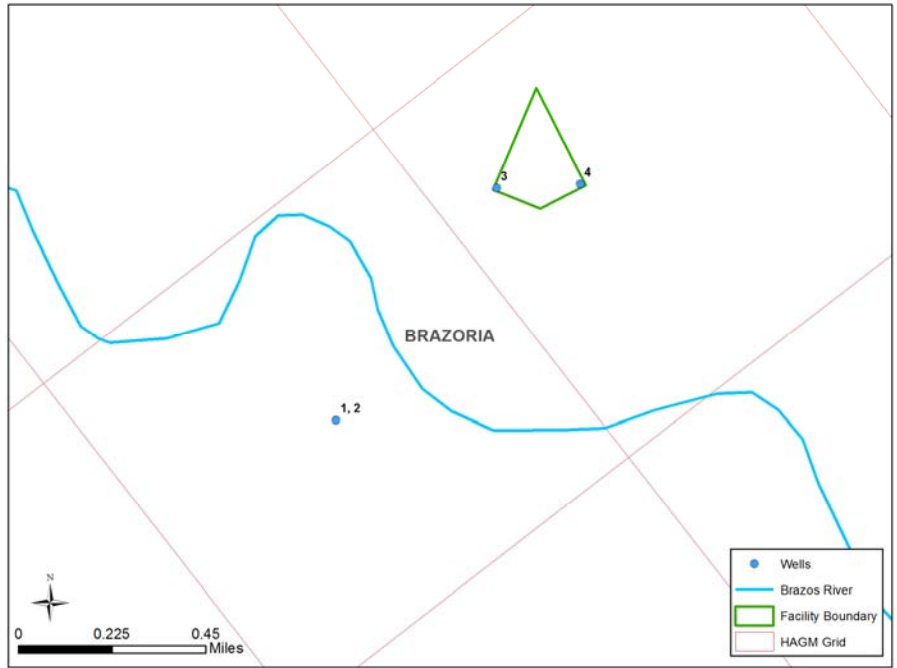 3
4
BRAZORIA
1, 2
N
0 0.225 0.45
Miles
Wells
Brazos River
Facility Boundary
HAGM Grid